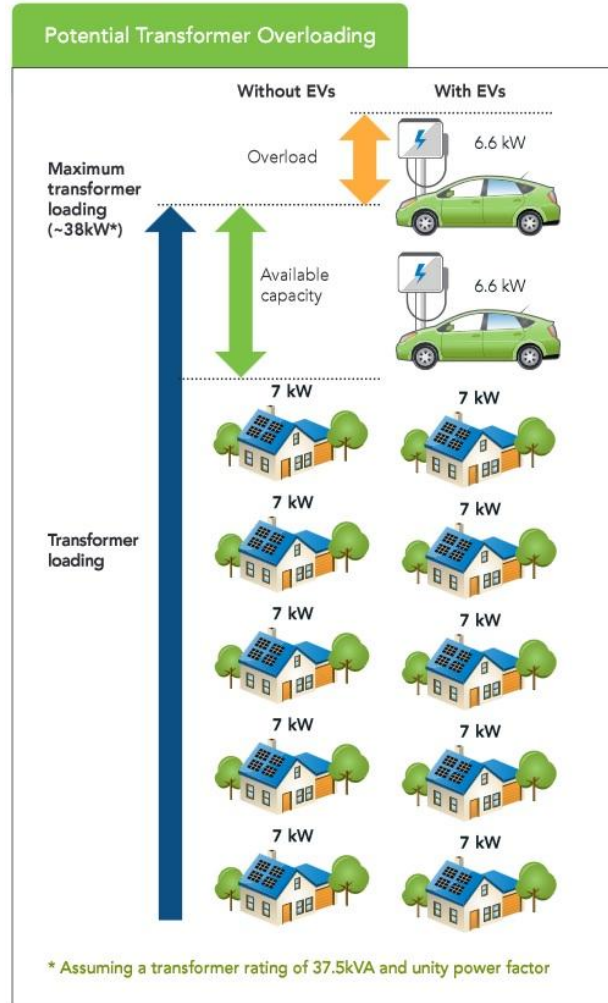 Potential Transformer Overloading
Without EVs
With EVs
Overload
6.6 kW
Maximum
transformer
loading
(~38kW*)
Available
capacity
6.6 kW
7 kW
7 kW
7 kW
7 kW
Transformer
loading
7 kW
7 kW
7 kW
7 kW
7 kW
7 kW
* Assuming a transformer rating of 37.5kVA and unity power factor